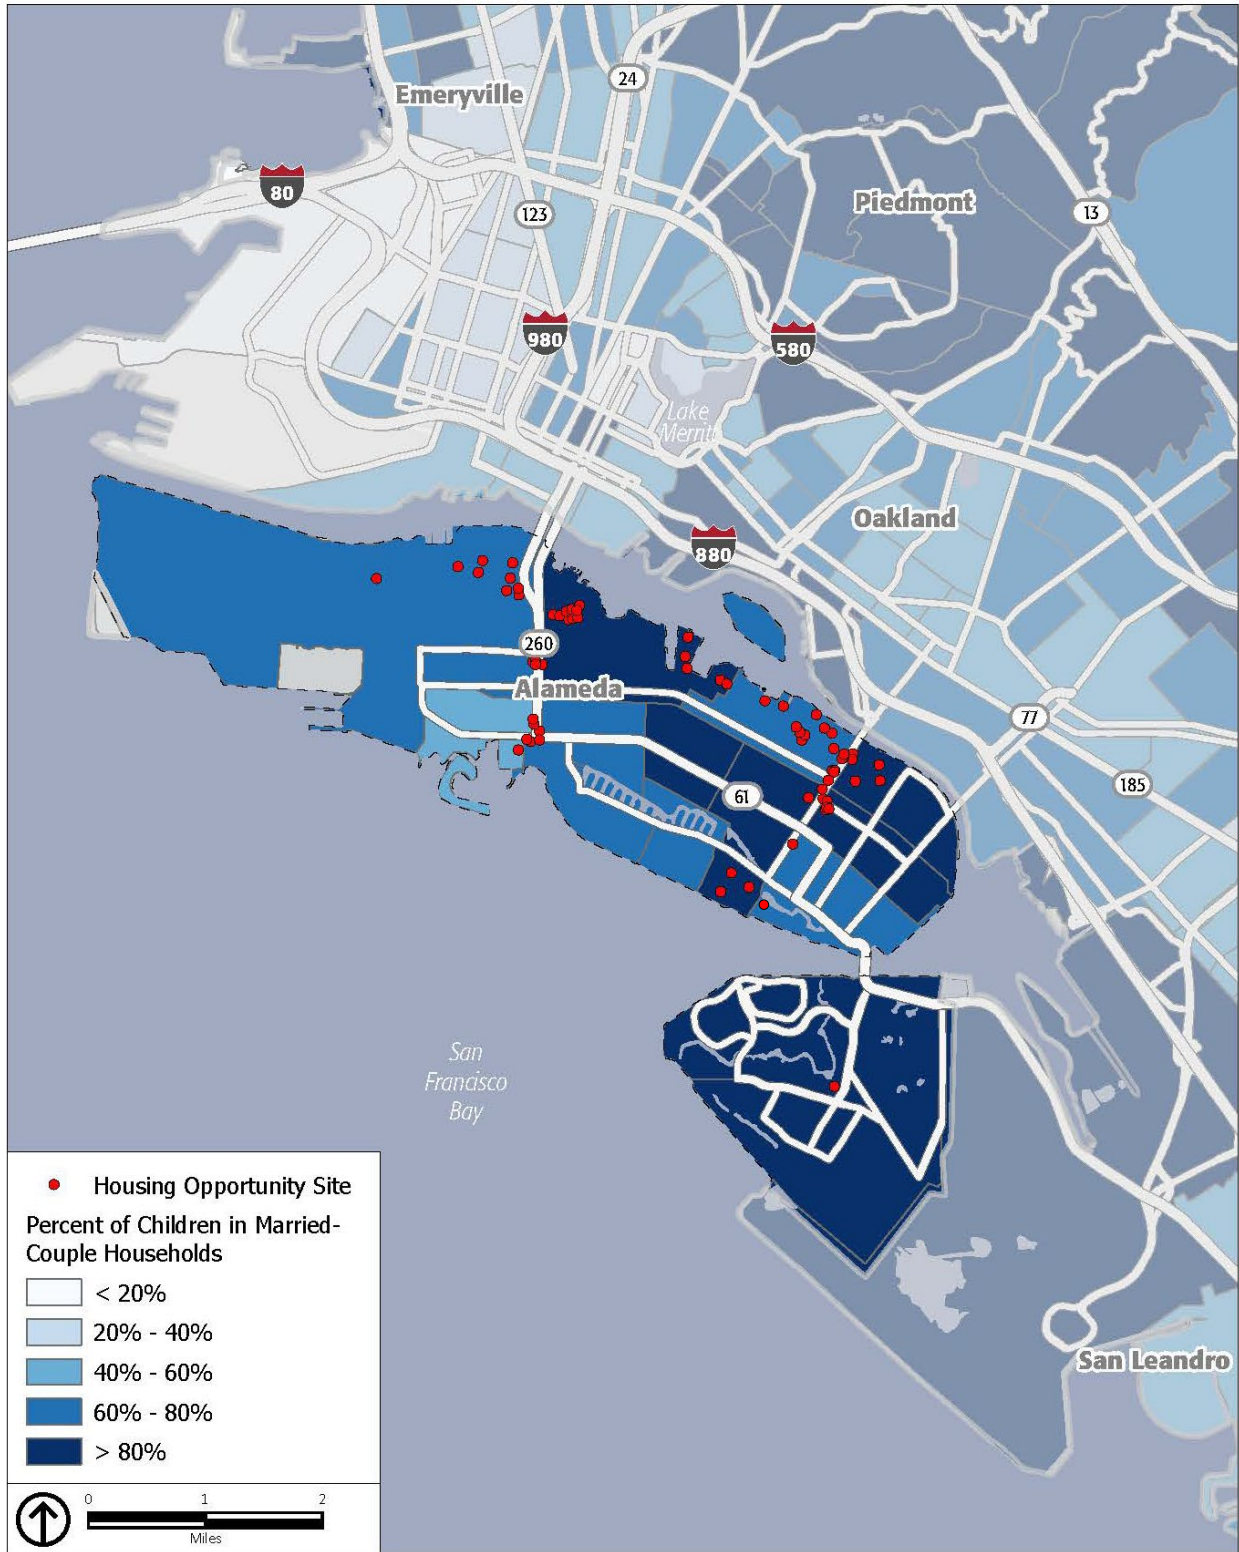 Emeryville
24
80
123
Piedmont
13
980
580
Lake
Merritt
Oakland
880
260
Alameda
77
61
185
San
Francisco
Bay
San Leandro
Housing Opportunity Site
Percent of Children in Married-
Couple Households
< 20%
20% - 40%
40% - 60%
60% - 80%
> 80%
0 1 2
Miles